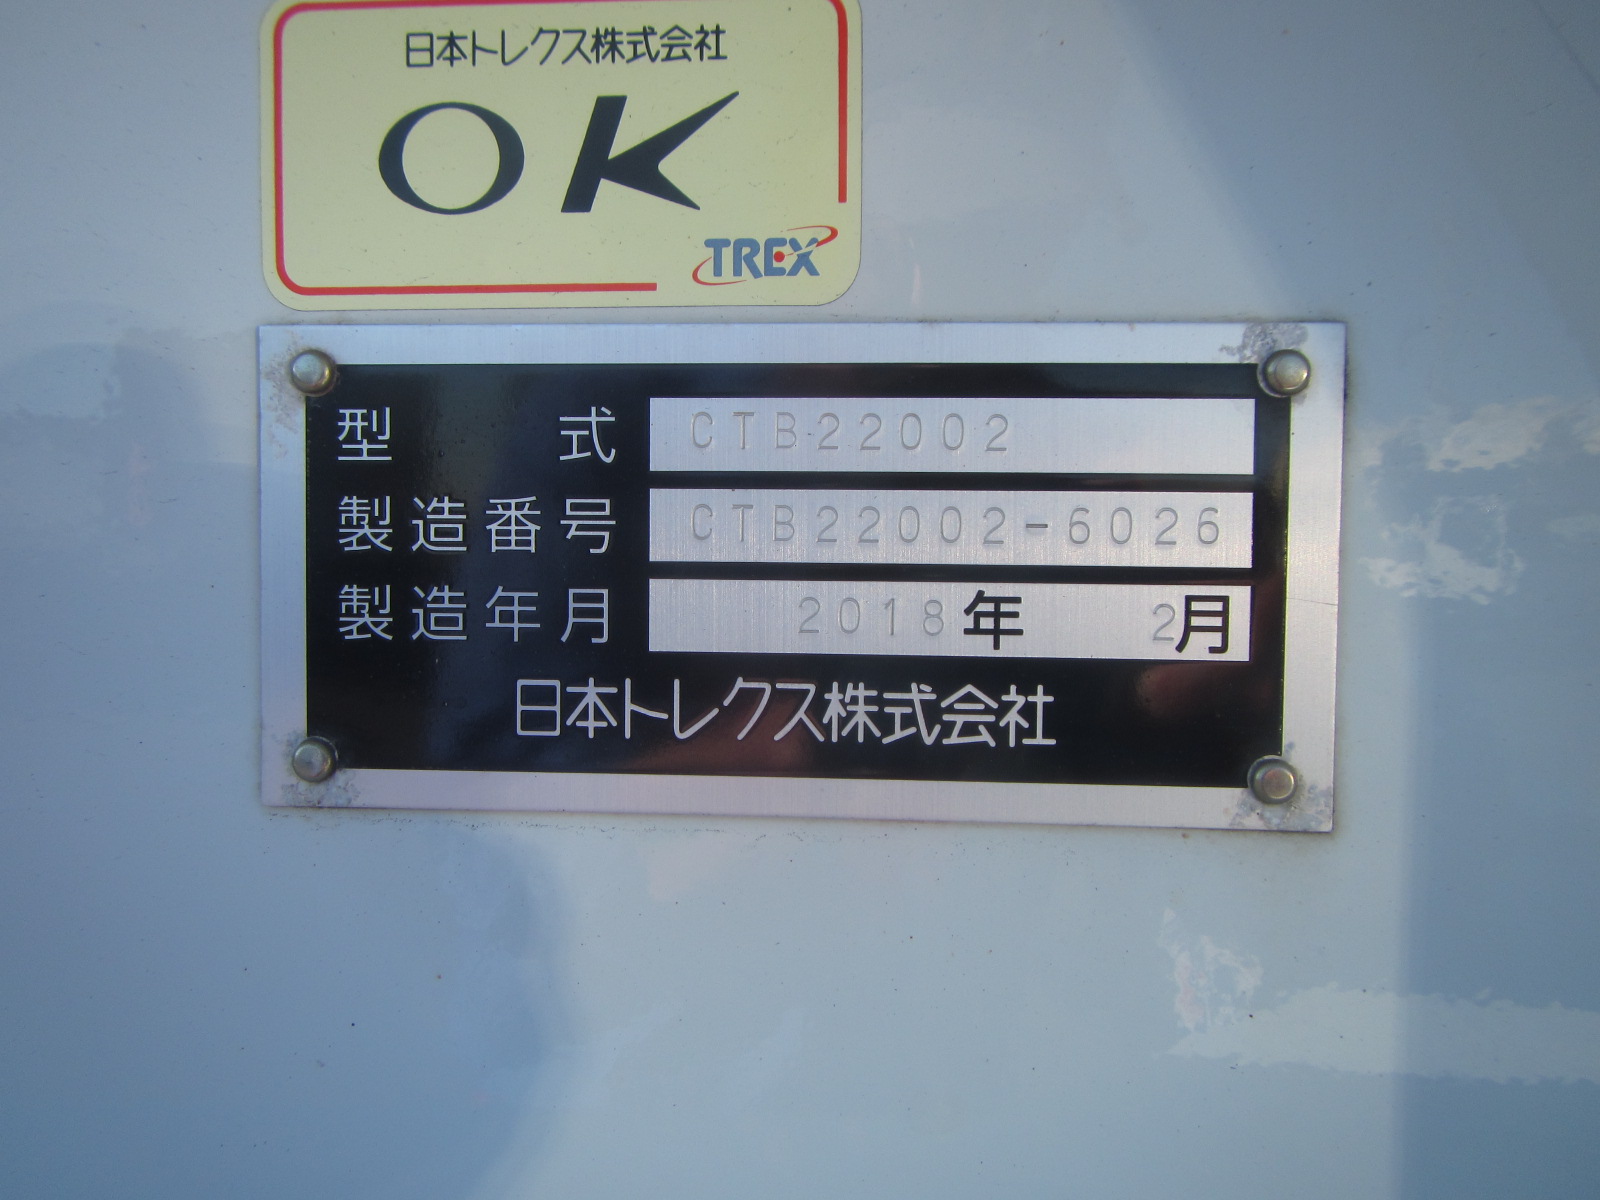 日本トレクス株式会社
OK
TREX
型式 CTB22002
製造番号 CTB22002-6026
製造年月 2018年 2月
日本トレクス株式会社